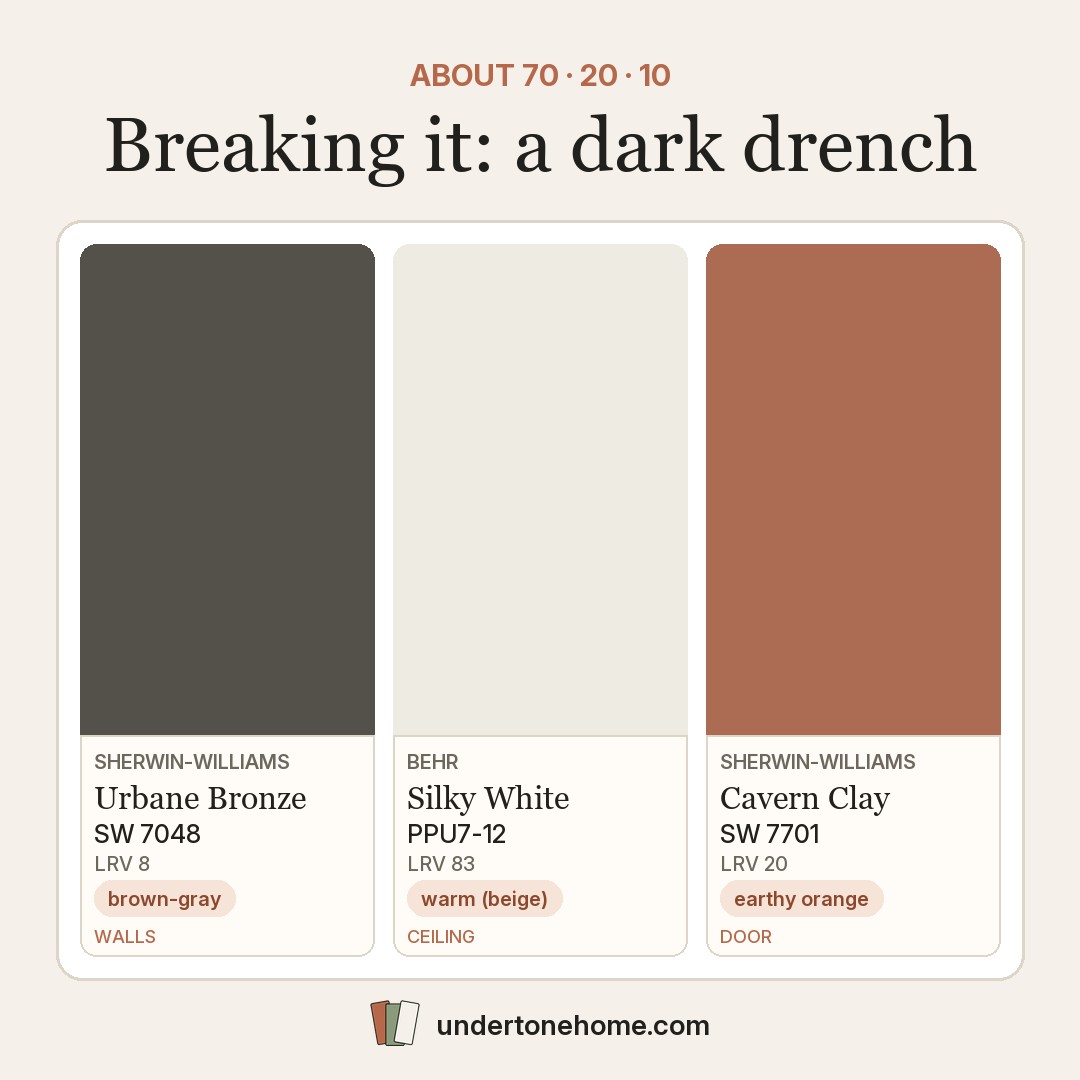 ABOUT 70 · 20 · 10
Breaking it: a dark drench
SHERWIN-WILLIAMS
Urbane Bronze
SW 7048
LRV 8
brown-gray
WALLS
BEHR
Silky White
PPU7-12
LRV 83
warm (beige)
CEILING
SHERWIN-WILLIAMS
Cavern Clay
SW 7701
LRV 20
earthy orange
DOOR
undertonehome.com